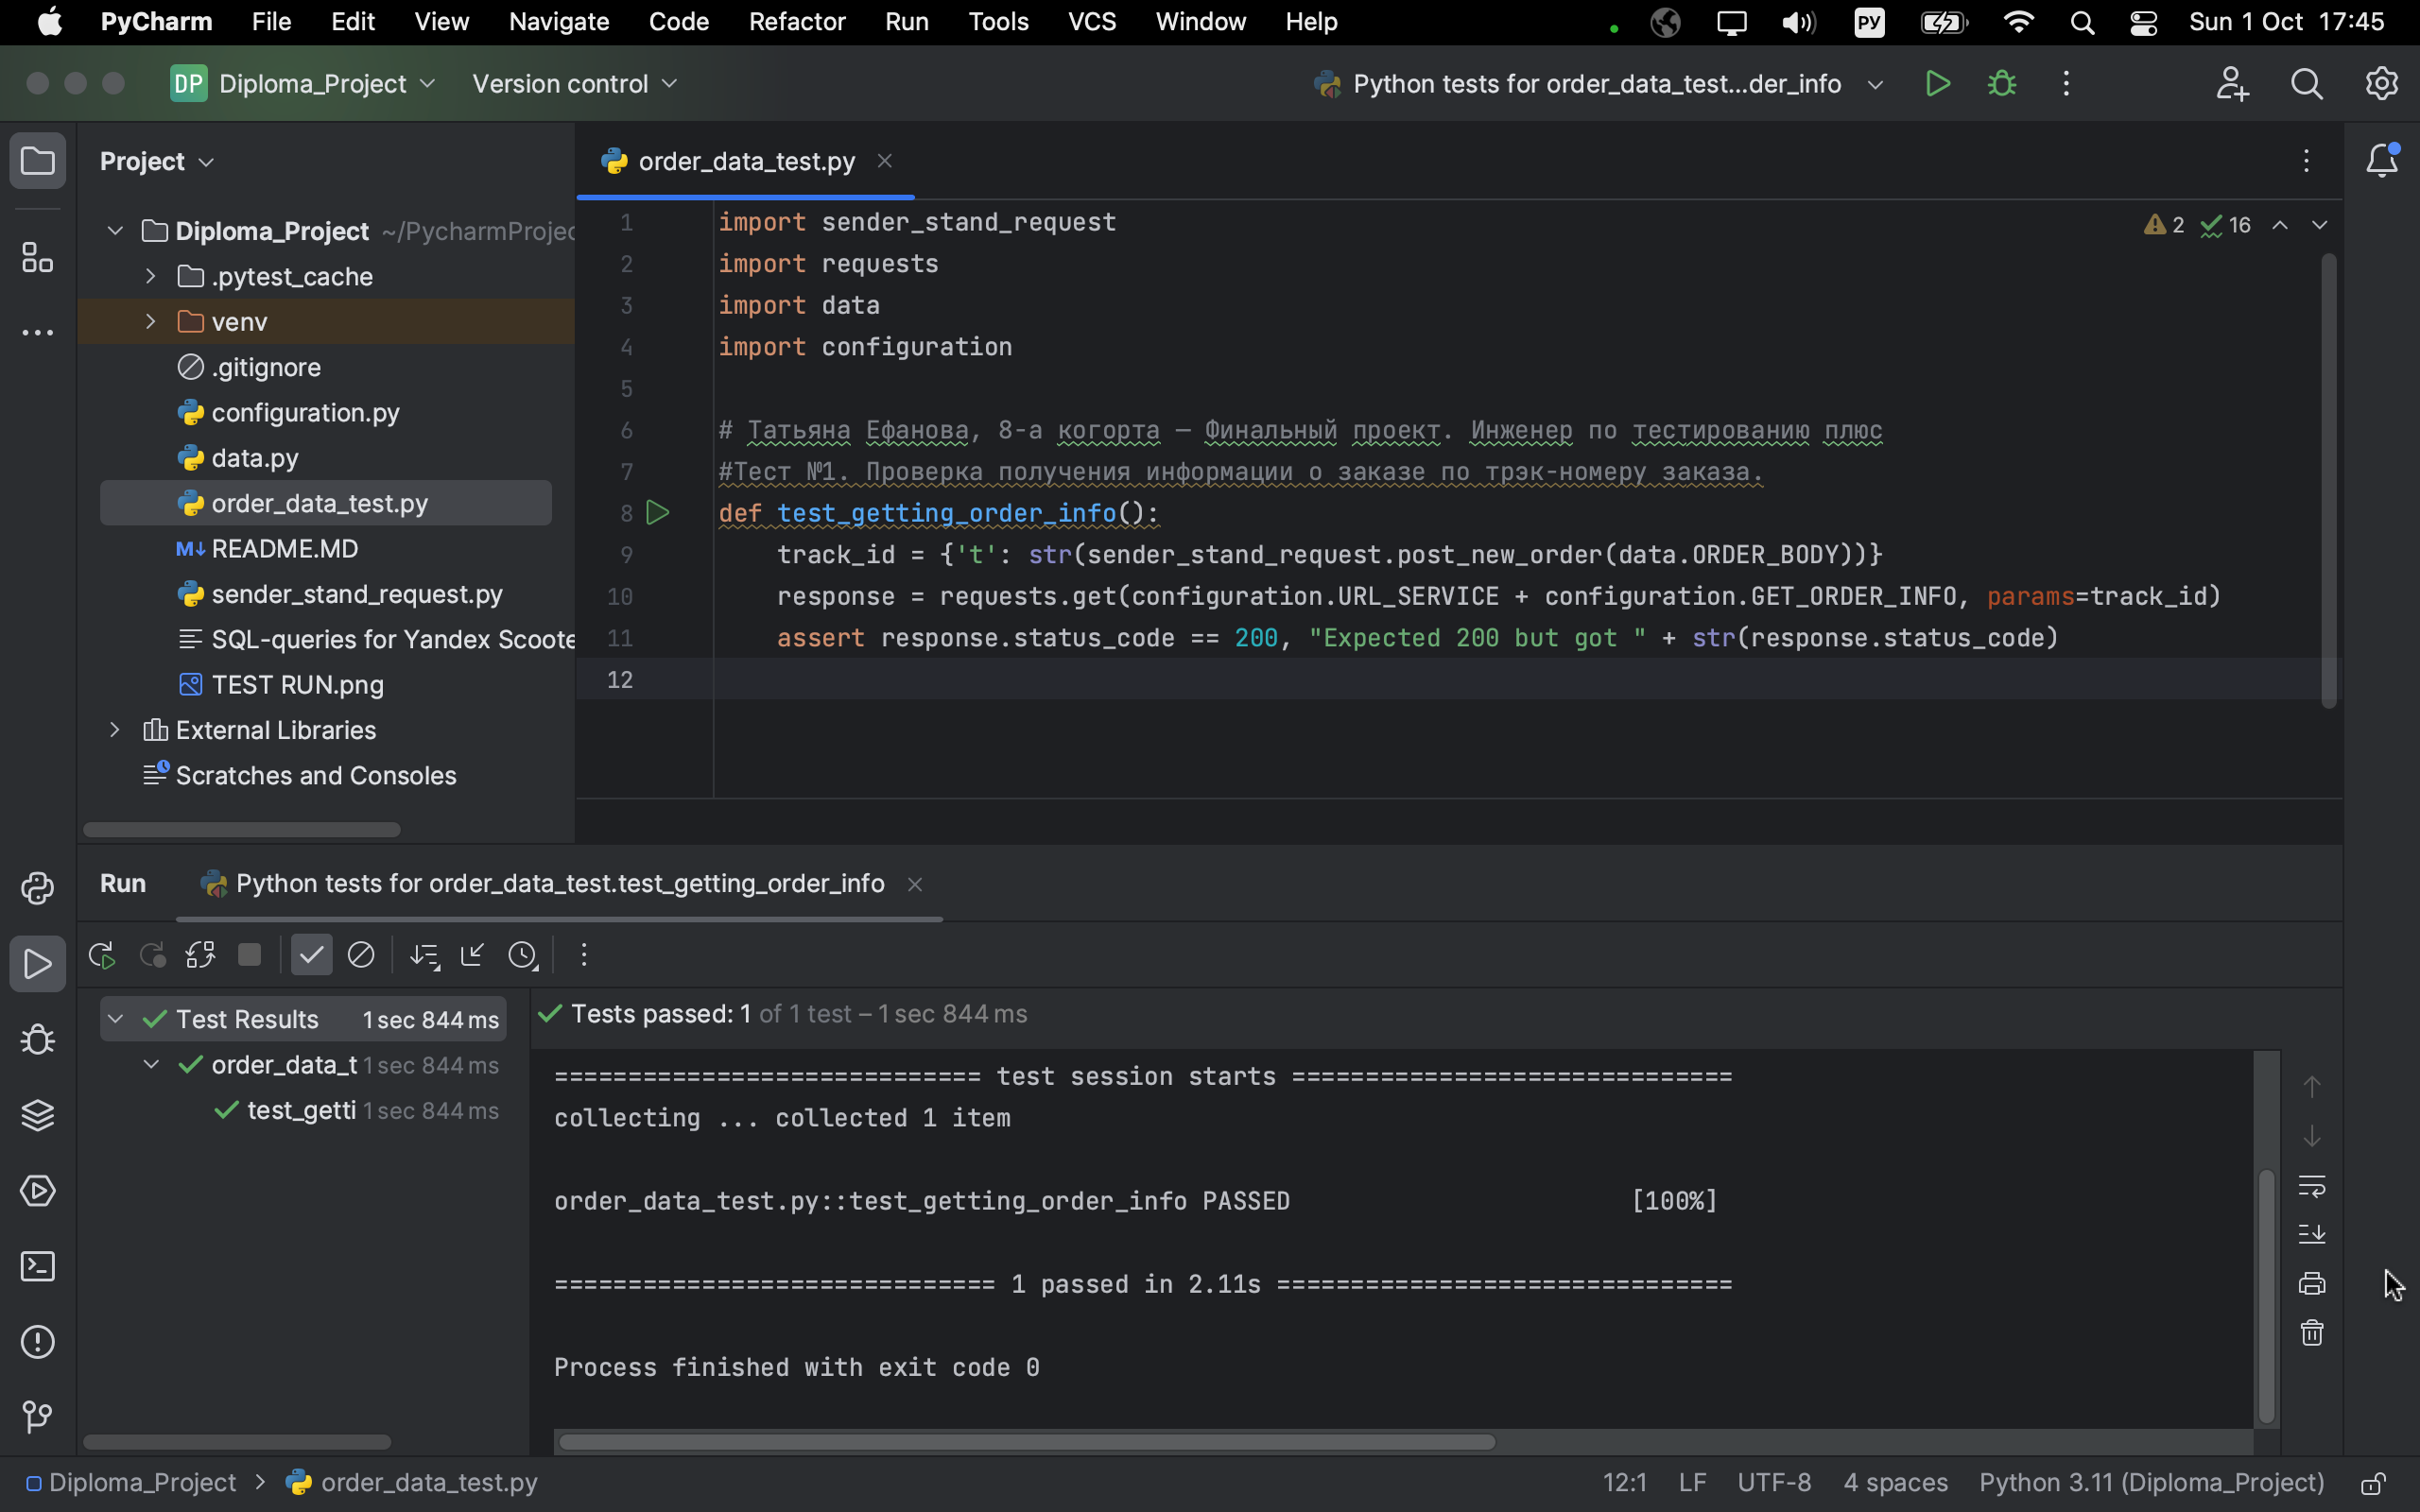 PyCharm File Edit View Navigate Code Refactor Run Tools VCS Window Help РУ Sun 1 Oct 17:45
DP Diploma_Project Version control Python tests for order_data_test...der_info
Project
order_data_test.py
Diploma_Project ~/PycharmProjec
.pytest_cache
venv
.gitignore
configuration.py
data.py
order_data_test.py
README.MD
sender_stand_request.py
SQL-queries for Yandex Scoote
TEST RUN.png
External Libraries
Scratches and Consoles
2 16
1 import sender_stand_request
2 import requests
3 import data
4 import configuration
5
6 # Татьяна Ефанова, 8-а когорта — Финальный проект. Инженер по тестированию плюс
7 #Тест №1. Проверка получения информации о заказе по трэк-номеру заказа.
8 def test_getting_order_info():
9 track_id = {'t': str(sender_stand_request.post_new_order(data.ORDER_BODY))}
10 response = requests.get(configuration.URL_SERVICE + configuration.GET_ORDER_INFO, params=track_id)
11 assert response.status_code == 200, "Expected 200 but got " + str(response.status_code)
12
Run Python tests for order_data_test.test_getting_order_info
Test Results 1 sec 844 ms
order_data_t 1 sec 844 ms
test_getti 1 sec 844 ms
Tests passed: 1 of 1 test – 1 sec 844 ms
============================= test session starts ==============================
collecting ... collected 1 item
order_data_test.py::test_getting_order_info PASSED [100%]
============================== 1 passed in 2.11s ===============================
Process finished with exit code 0
Diploma_Project > order_data_test.py 12:1 LF UTF-8 4 spaces Python 3.11 (Diploma_Project)